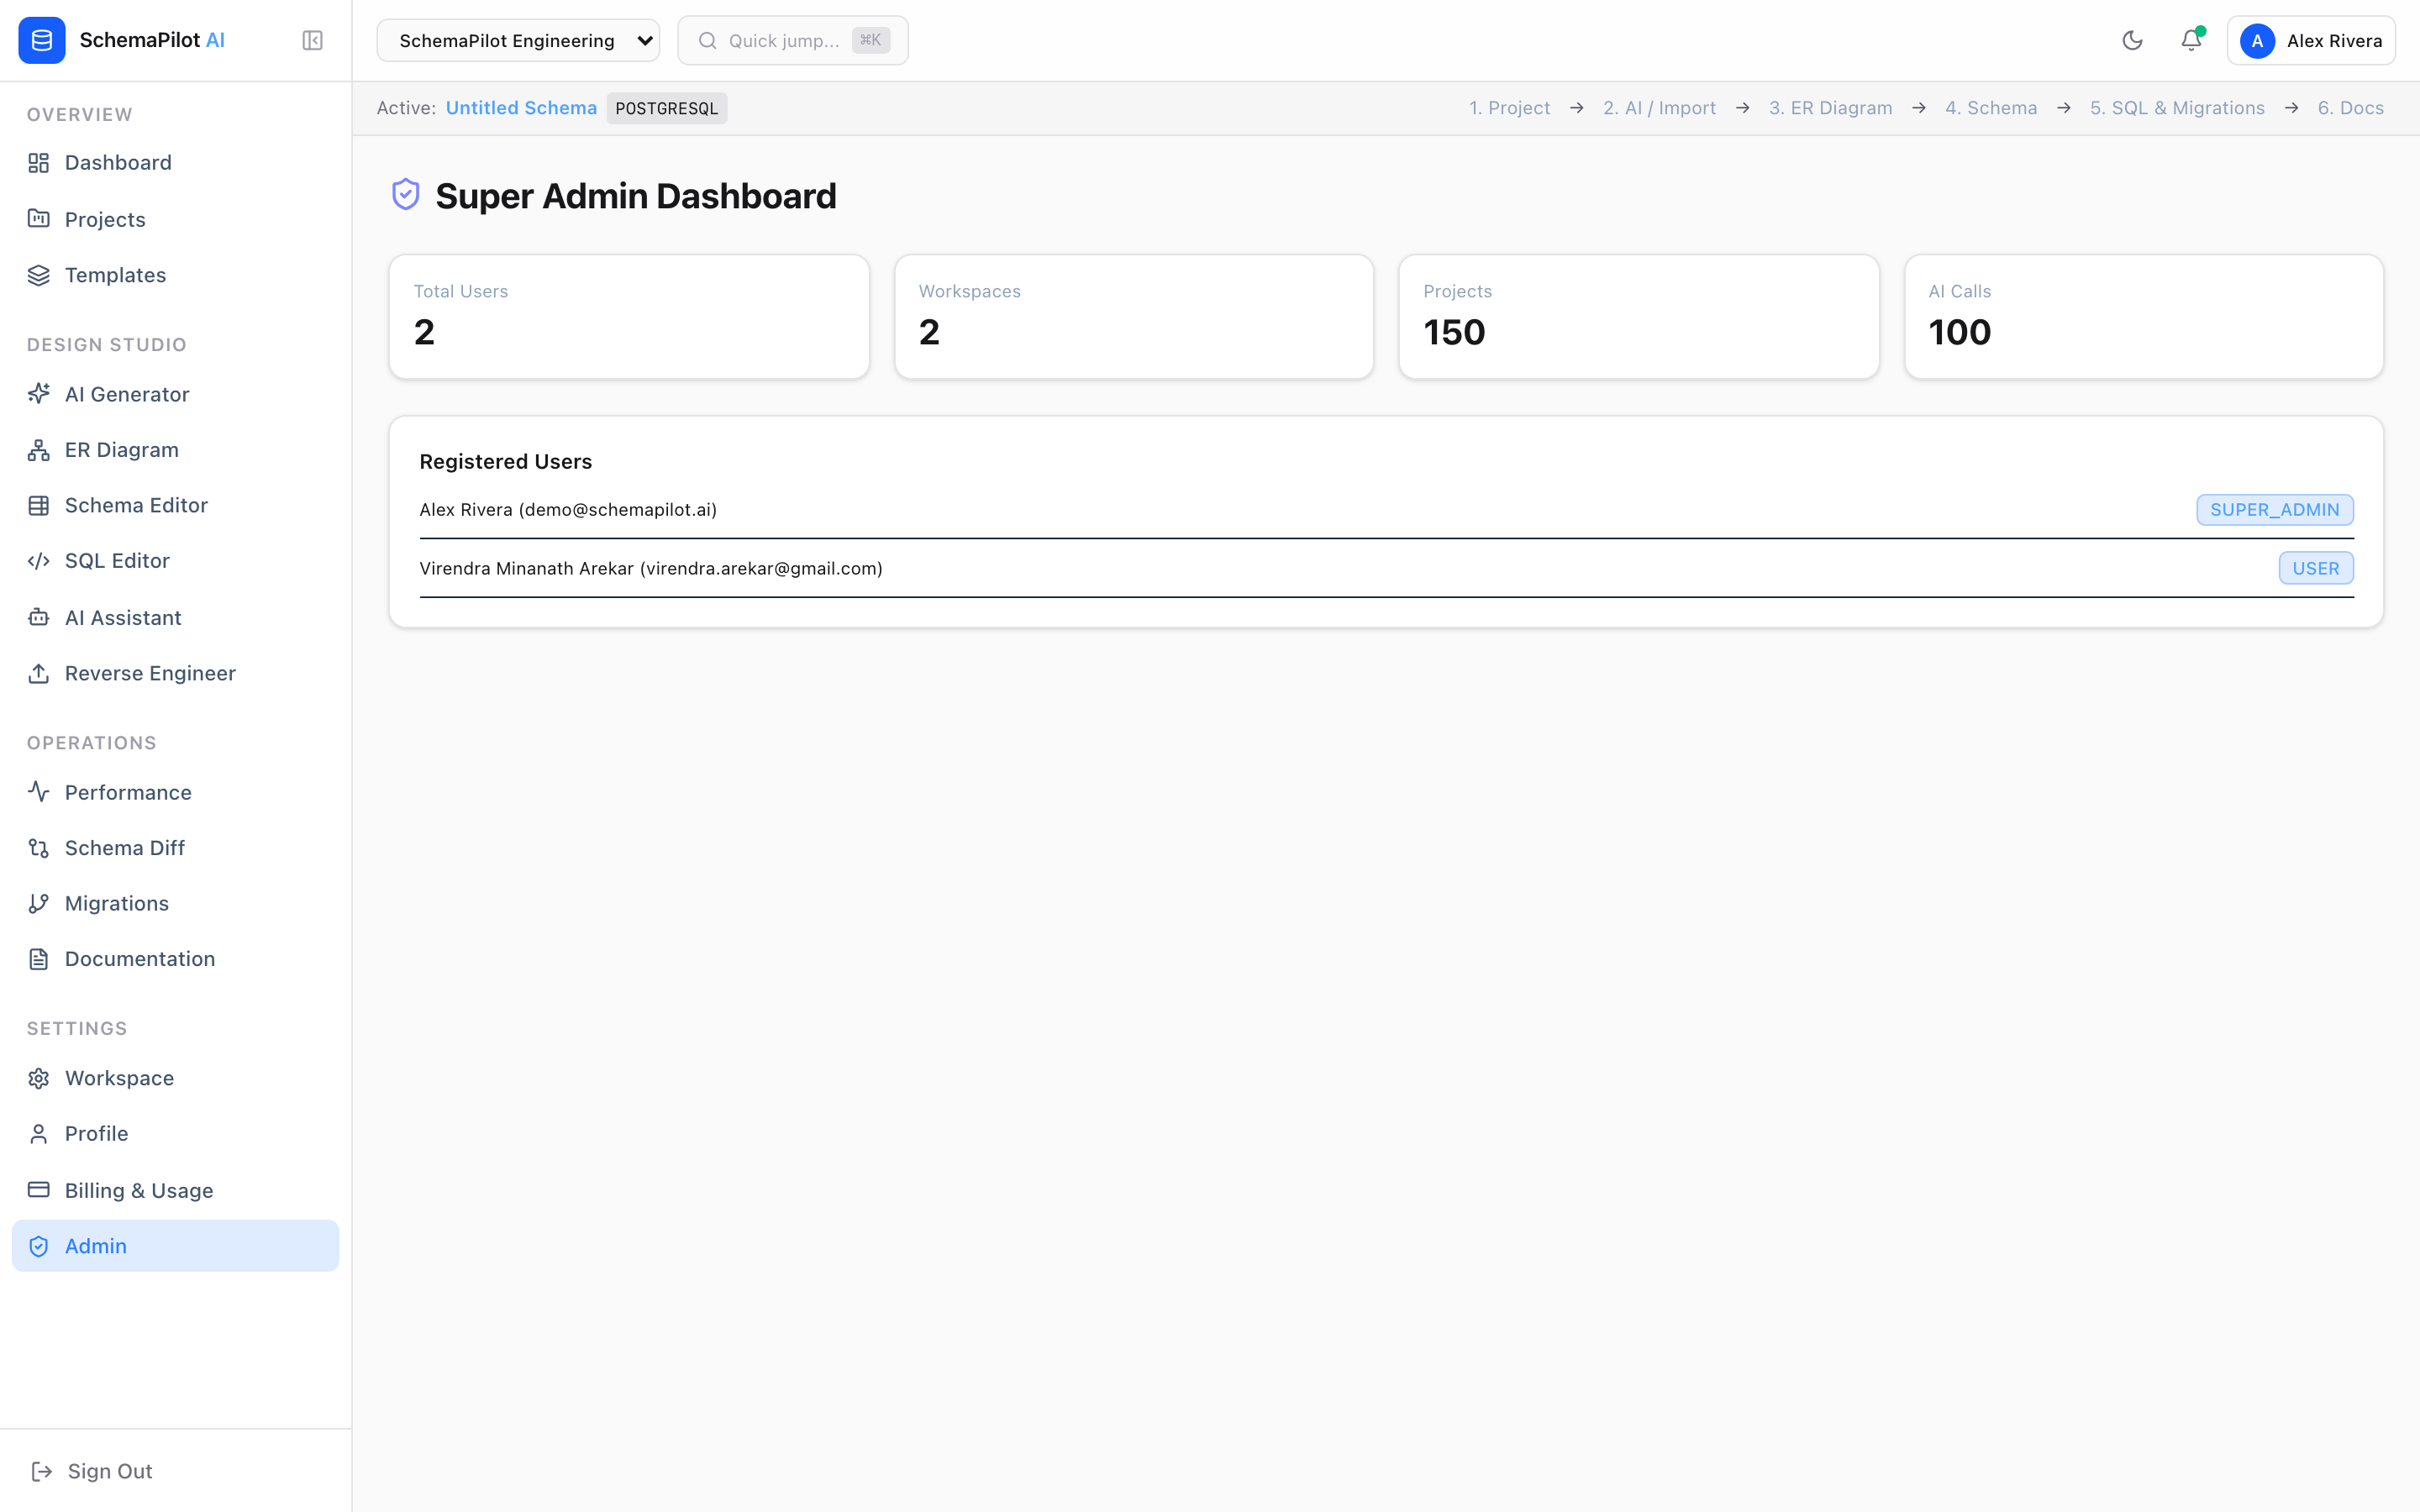 SchemaPilot AI
OVERVIEW
Dashboard
Projects
Templates
DESIGN STUDIO
AI Generator
ER Diagram
Schema Editor
SQL Editor
AI Assistant
Reverse Engineer
OPERATIONS
Performance
Schema Diff
Migrations
Documentation
SETTINGS
Workspace
Profile
Billing & Usage
Admin
Sign Out
SchemaPilot Engineering
Quick jump... ⌘K
A Alex Rivera
Active: Untitled Schema POSTGRESQL
1. Project → 2. AI / Import → 3. ER Diagram → 4. Schema → 5. SQL & Migrations → 6. Docs
Super Admin Dashboard
Total Users
2
Workspaces
2
Projects
150
AI Calls
100
Registered Users
Alex Rivera (demo@schemapilot.ai) SUPER_ADMIN
Virendra Minanath Arekar (virendra.arekar@gmail.com) USER